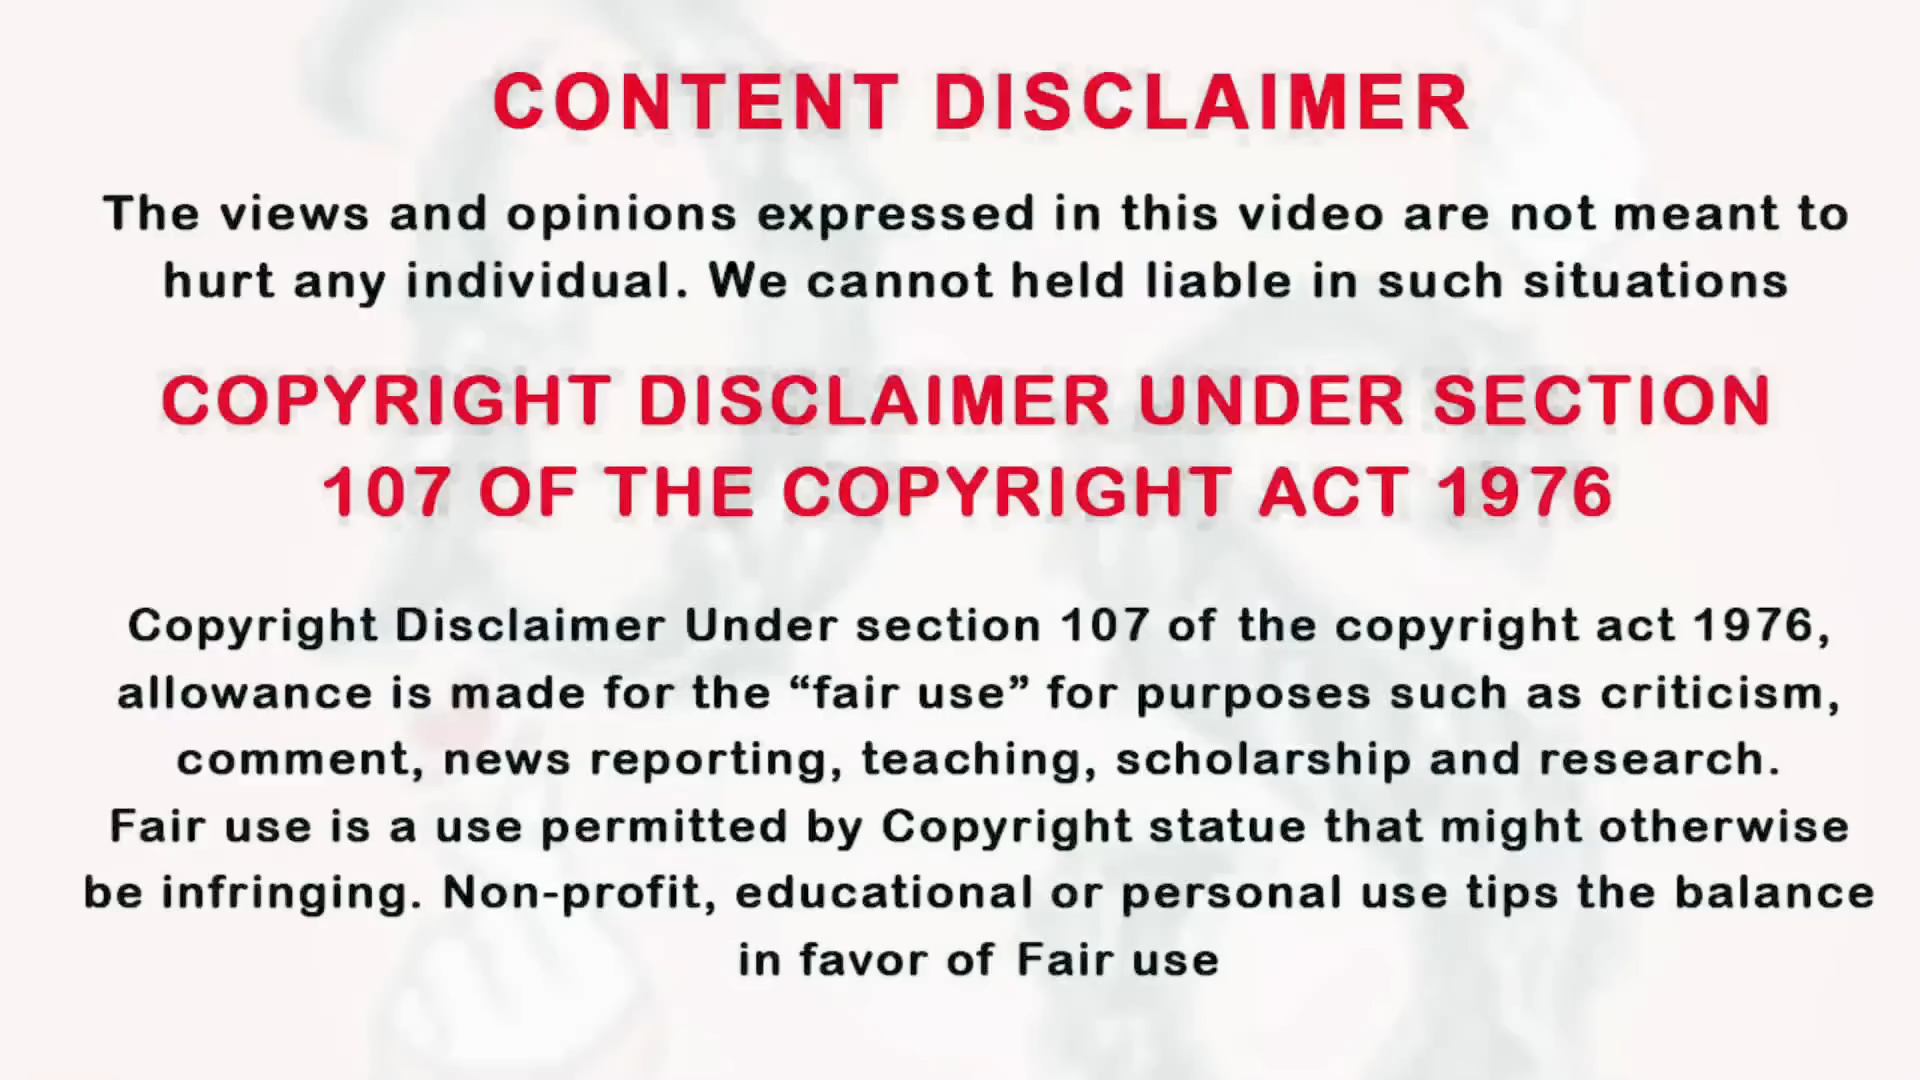 CONTENT DISCLAIMER
The views and opinions expressed in this video are not meant to
hurt any individual. We cannot held liable in such situations
COPYRIGHT DISCLAIMER UNDER SECTION
107 OF THE COPYRIGHT ACT 1976
Copyright Disclaimer Under section 107 of the copyright act 1976,
allowance is made for the “fair use” for purposes such as criticism,
comment, news reporting, teaching, scholarship and research.
Fair use is a use permitted by Copyright statue that might otherwise
be infringing. Non-profit, educational or personal use tips the balance
in favor of Fair use